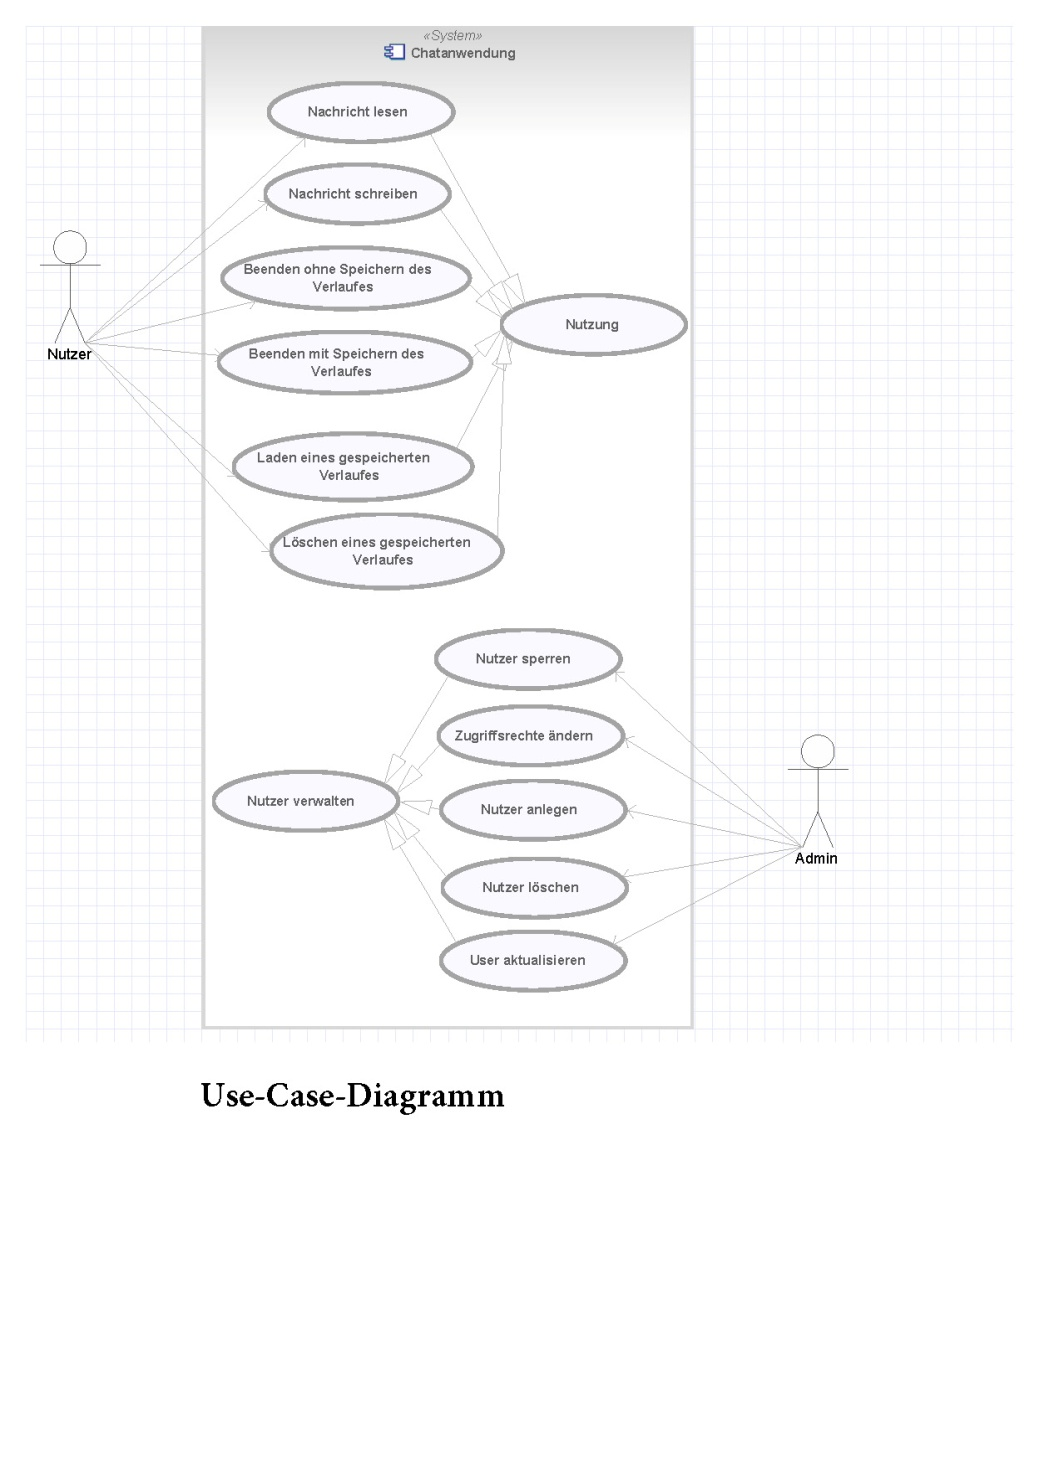 «System»
Chatanwendung
Nachricht lesen
Nachricht schreiben
Beenden ohne Speichern des
Verlaufes
Nutzung
Beenden mit Speichern des
Verlaufes
Nutzer
Laden eines gespeicherten
Verlaufes
Löschen eines gespeicherten
Verlaufes
Nutzer sperren
Zugriffsrechte ändern
Nutzer verwalten
Nutzer anlegen
Admin
Nutzer löschen
User aktualisieren
Use-Case-Diagramm